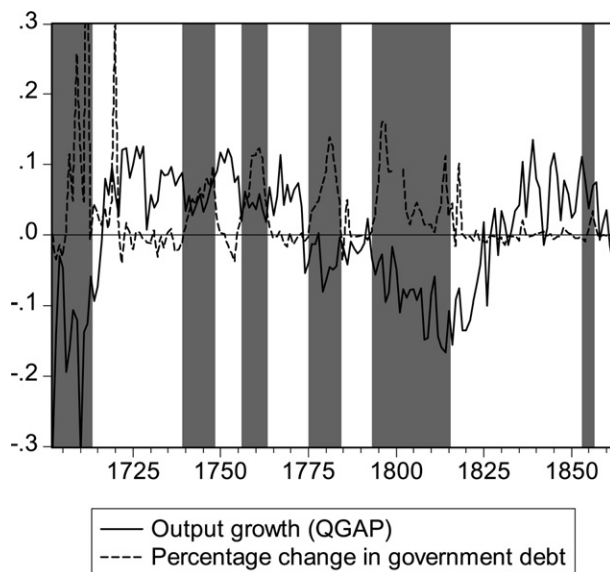 .3
.2
.1
.0
-.1
-.2
-.3
1725 1750 1775 1800 1825 1850
Output growth (QGAP)
Percentage change in government debt